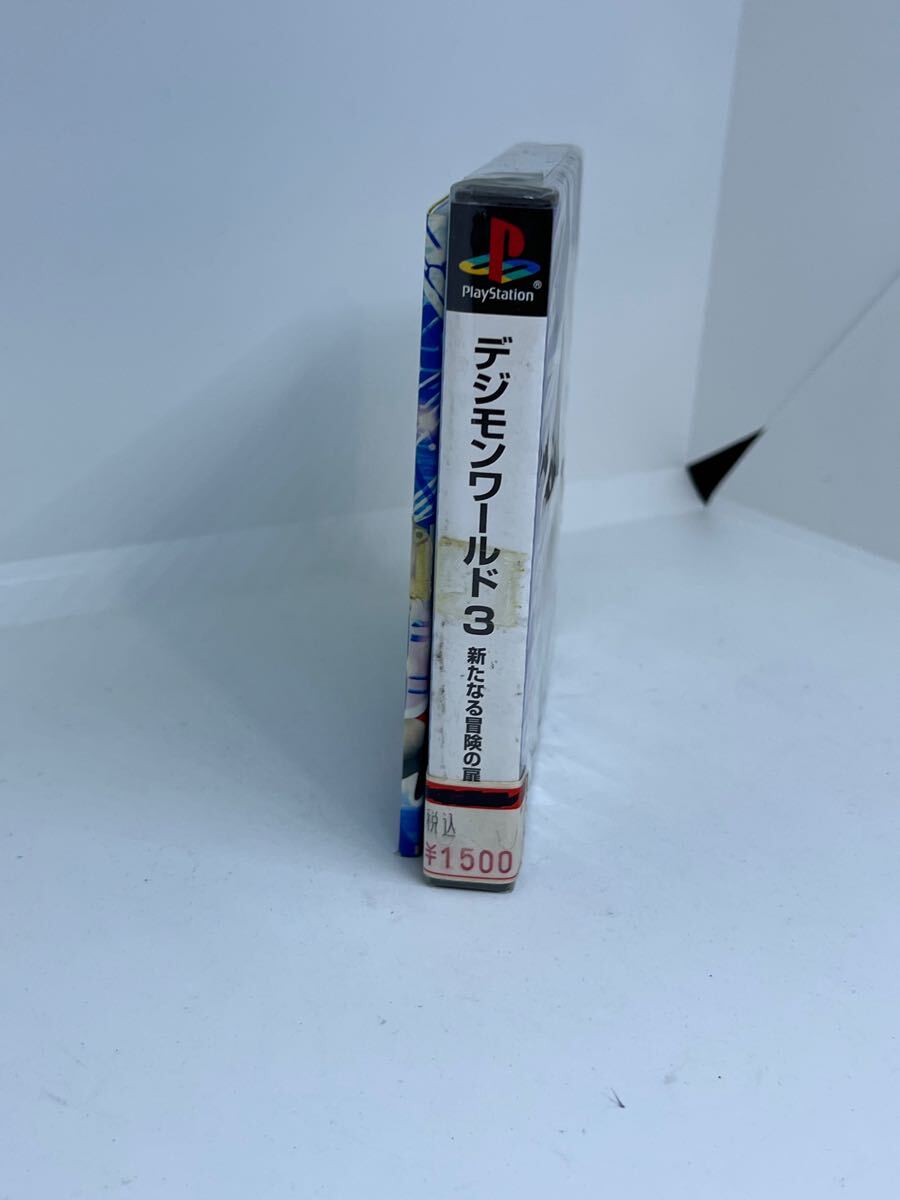 PlayStation®
デジモンワールド3 新たなる冒険の扉
税込
¥1500